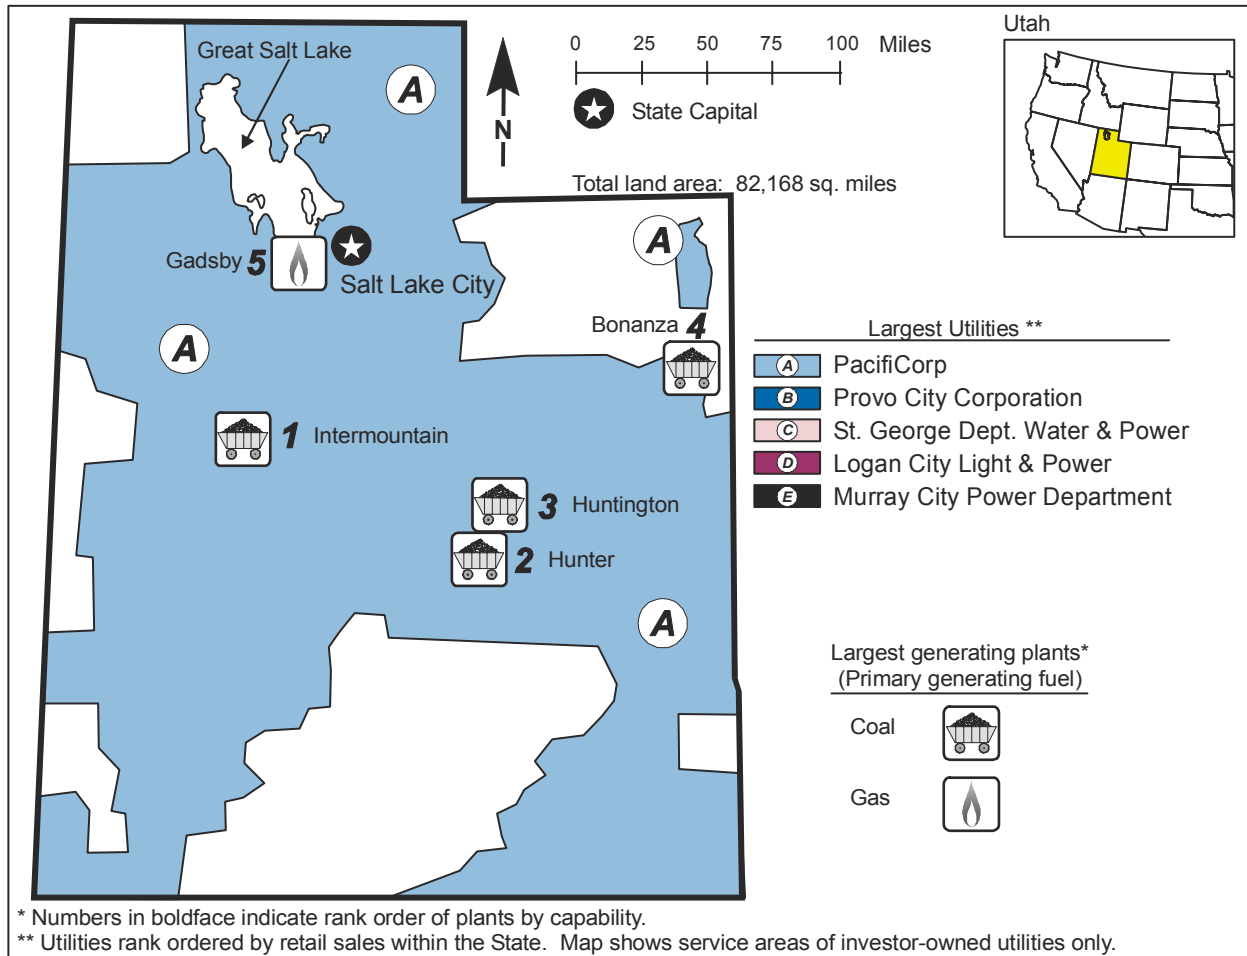 Great Salt Lake
A
N
0 25 50 75 100 Miles
State Capital
Total land area: 82,168 sq. miles
Utah
A
Gadsby 5
Salt Lake City
Bonanza 4
A
1 Intermountain
3 Huntington
2 Hunter
A
Largest Utilities **
A PacifiCorp
B Provo City Corporation
C St. George Dept. Water & Power
D Logan City Light & Power
E Murray City Power Department
Largest generating plants*
(Primary generating fuel)
Coal
Gas
* Numbers in boldface indicate rank order of plants by capability.
** Utilities rank ordered by retail sales within the State. Map shows service areas of investor-owned utilities only.